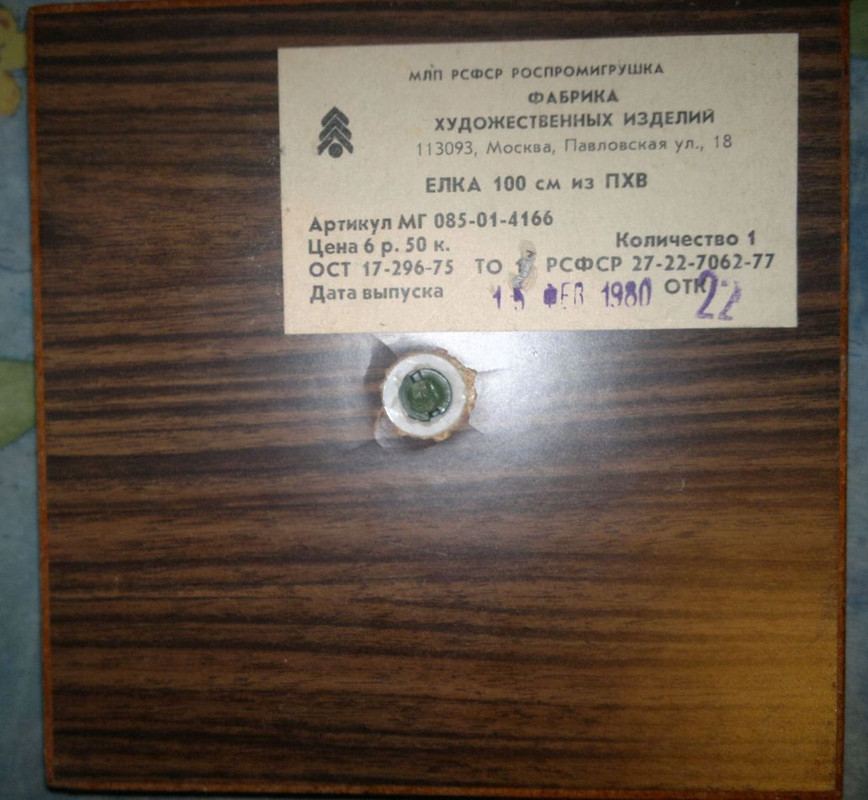 МЛП РСФСР РОСПРОМИГРУШКА
ФАБРИКА
ХУДОЖЕСТВЕННЫХ ИЗДЕЛИЙ
113093, Москва, Павловская ул., 18
ЕЛКА 100 см из ПХВ
Артикул МГ 085-01-4166
Цена 6 р. 50 к. Количество 1
ОСТ 17-296-75 ТО РСФСР 27-22-7062-77
Дата выпуска 15 ФЕВ 1980 ОТК 22